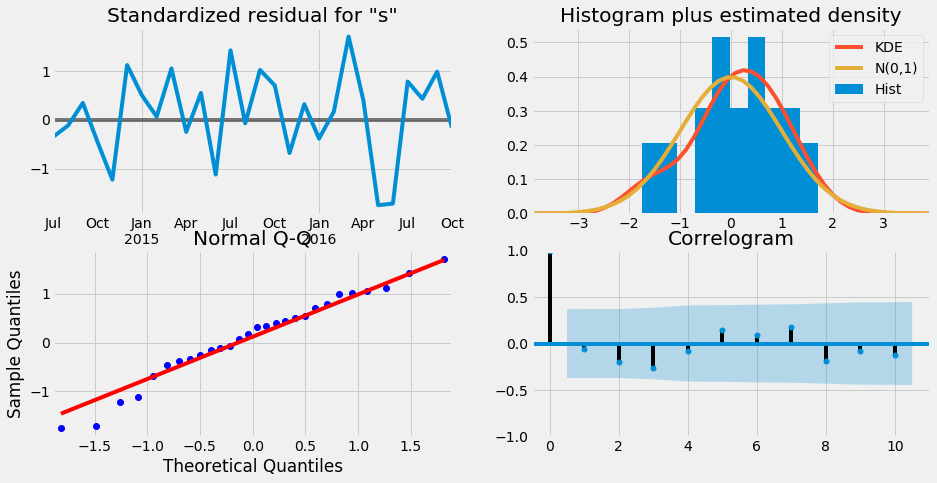 Standardized residual for "s"
1
0
−1
Jul Oct Jan Apr Jul Oct Jan Apr Jul Oct
2015 2016
Histogram plus estimated density
0.5
0.4
0.3
0.2
0.1
0.0
−3 −2 −1 0 1 2 3
KDE
N(0,1)
Hist
Normal Q-Q
Sample Quantiles
1
0
−1
−1.5 −1.0 −0.5 0.0 0.5 1.0 1.5
Theoretical Quantiles
Correlogram
1.0
0.5
0.0
−0.5
−1.0
0 2 4 6 8 10